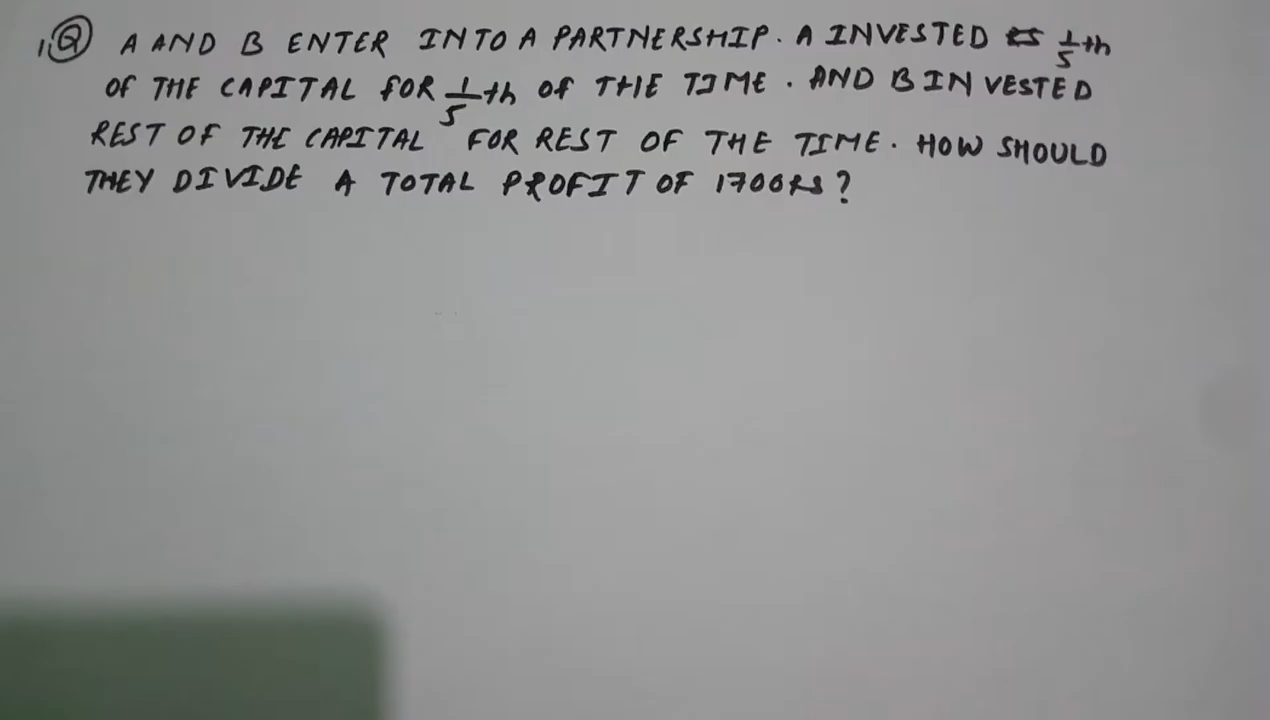 1. Q A AND B ENTER INTO A PARTNERSHIP. A INVESTED 1/5th
OF THE CAPITAL FOR 1/5th OF THE TIME. AND B INVESTED
REST OF THE CAPITAL FOR REST OF THE TIME. HOW SHOULD
THEY DIVIDE A TOTAL PROFIT OF 1700RS?